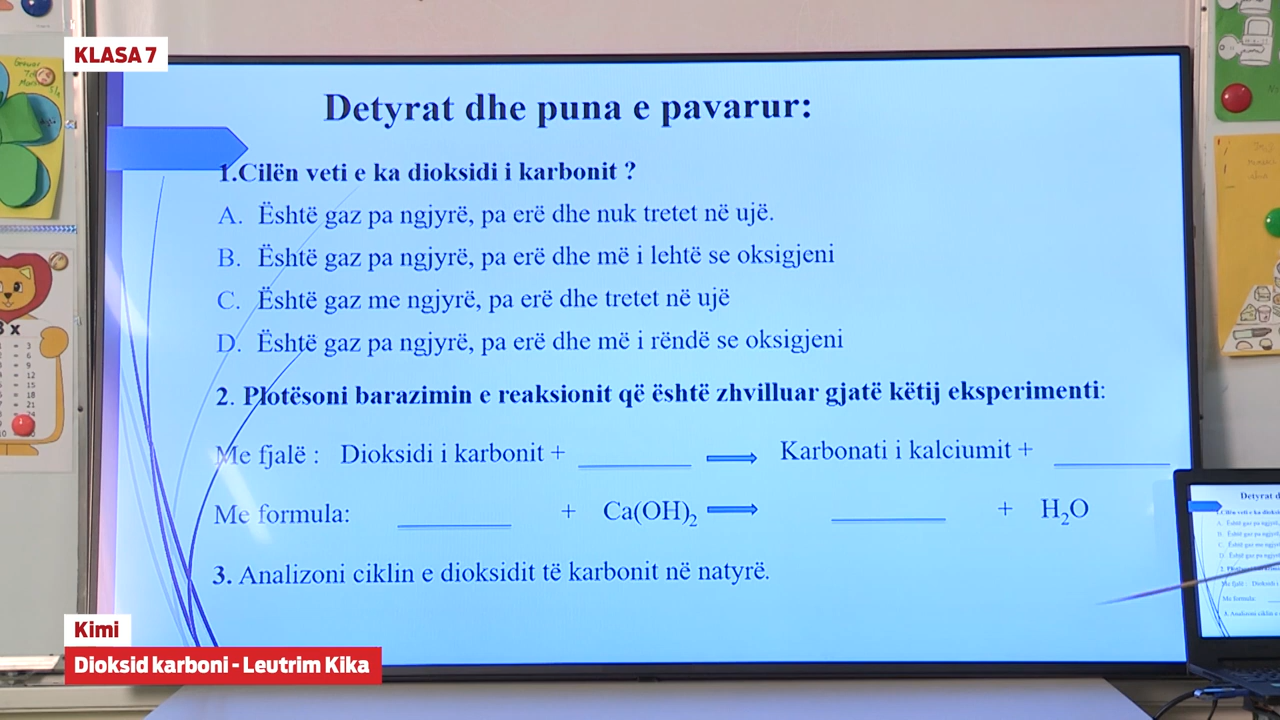 KLASA 7
Detyrat dhe puna e pavarur:
1.Cilën veti e ka dioksidi i karbonit ?
A. Është gaz pa ngjyrë, pa erë dhe nuk tretet në ujë.
B. Është gaz pa ngjyrë, pa erë dhe më i lehtë se oksigjeni
C. Është gaz me ngjyrë, pa erë dhe tretet në ujë
D. Është gaz pa ngjyrë, pa erë dhe më i rëndë se oksigjeni
2. Plotësoni barazimin e reaksionit që është zhvilluar gjatë këtij eksperimenti:
Me fjalë : Dioksidi i karbonit + ________ ⟹ Karbonati i kalciumit + ________
Me formula: ________ + Ca(OH)₂ ⟹ ________ + H₂O
3. Analizoni ciklin e dioksidit të karbonit në natyrë.
Kimi
Dioksid karboni - Leutrim Kika